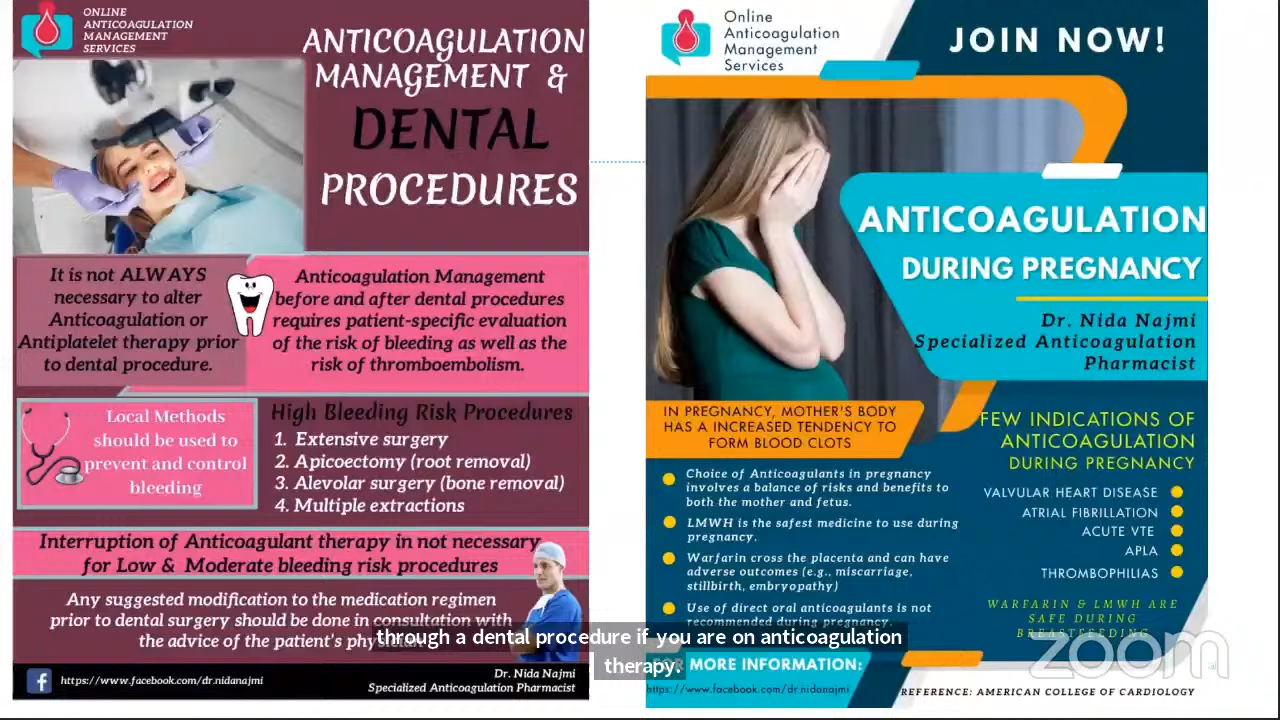 ONLINE
ANTICOAGULATION
MANAGEMENT
SERVICES
ANTICOAGULATION
MANAGEMENT &
DENTAL
PROCEDURES
It is not ALWAYS
necessary to alter
Anticoagulation or
Antiplatelet therapy prior
to dental procedure.
Anticoagulation Management
before and after dental procedures
requires patient-specific evaluation
of the risk of bleeding as well as the
risk of thromboembolism.
Local Methods
should be used to
prevent and control
bleeding
High Bleeding Risk Procedures
1. Extensive surgery
2. Apicoectomy (root removal)
3. Alevolar surgery (bone removal)
4. Multiple extractions
Interruption of Anticoagulant therapy in not necessary
for Low & Moderate bleeding risk procedures
Any suggested modification to the medication regimen
prior to dental surgery should be done in consultation with
the advice of the patient's
https://www.facebook.com/dr.nidanajmi
Dr. Nida Najmi
Specialized Anticoagulation Pharmacist
Online
Anticoagulation
Management
Services
JOIN NOW!
ANTICOAGULATION
DURING PREGNANCY
Dr. Nida Najmi
Specialized Anticoagulation
Pharmacist
IN PREGNANCY, MOTHER'S BODY
HAS A INCREASED TENDENCY TO
FORM BLOOD CLOTS
Choice of Anticoagulants in pregnancy
involves a balance of risks and benefits to
both the mother and fetus.
LMWH is the safest medicine to use during
pregnancy.
Warfarin cross the placenta and can have
adverse outcomes (e.g., miscarriage,
stillbirth, embryopathy)
Use of direct oral anticoagulants is not
recommended during pregnancy.
FEW INDICATIONS OF
ANTICOAGULATION
DURING PREGNANCY
VALVULAR HEART DISEASE
ATRIAL FIBRILLATION
ACUTE VTE
APLA
THROMBOPHILIAS
WARFARIN & LMWH ARE
SAFE DURING
BREASTFEEDING
FOR MORE INFORMATION:
https://www.facebook.com/dr.nidanajmi
REFERENCE: AMERICAN COLLEGE OF CARDIOLOGY
through a dental procedure if you are on anticoagulation
therapy.
zoom